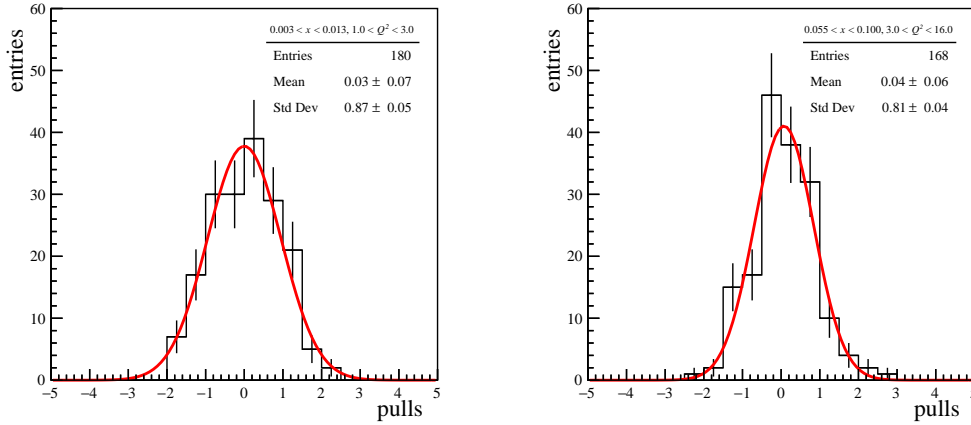 entries
60
50
40
30
20
10
0
0.003 < x < 0.013, 1.0 < Q² < 3.0
Entries 180
Mean 0.03 ± 0.07
Std Dev 0.87 ± 0.05
−5 −4 −3 −2 −1 0 1 2 3 4 5
pulls
entries
60
50
40
30
20
10
0
0.055 < x < 0.100, 3.0 < Q² < 16.0
Entries 168
Mean 0.04 ± 0.06
Std Dev 0.81 ± 0.04
−5 −4 −3 −2 −1 0 1 2 3 4
pulls